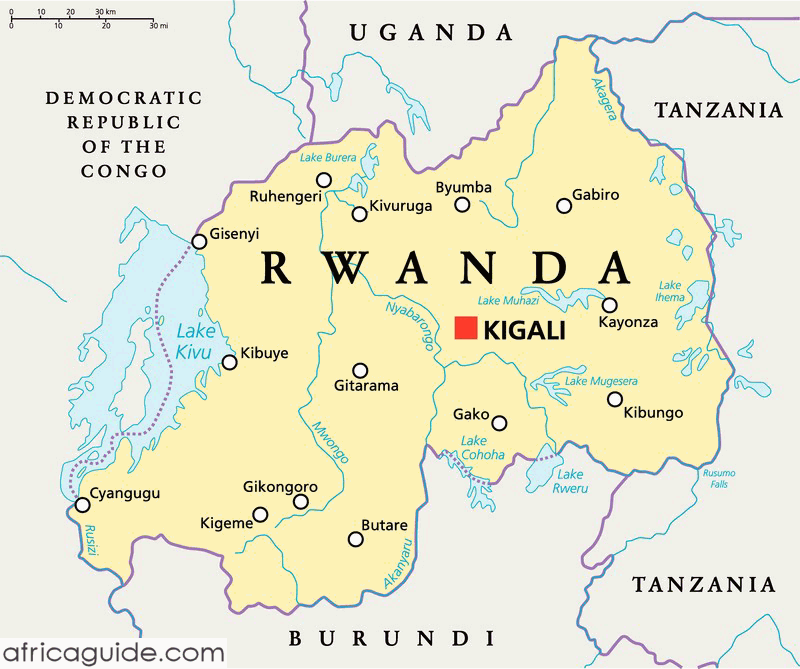 0 10 20 30 km
0 10 20 30 mi
UGANDA
DEMOCRATIC
REPUBLIC
OF THE
CONGO
TANZANIA
Akagera
Lake Burera
Ruhengeri
Kivuruga
Byumba
Gabiro
Gisenyi
RWANDA
Lake Muhazi
Lake
Ihema
Nyabarongo
KIGALI
Kayonza
Lake
Kivu
Kibuye
Gitarama
Lake Mugesera
Kibungo
Gako
Mwongo
Lake
Cohoha
Lake
Rweru
Rusumo
Falls
Cyangugu
Gikongoro
Kigeme
Butare
Rusizi
Akanyaru
TANZANIA
BURUNDI
africaguide.com